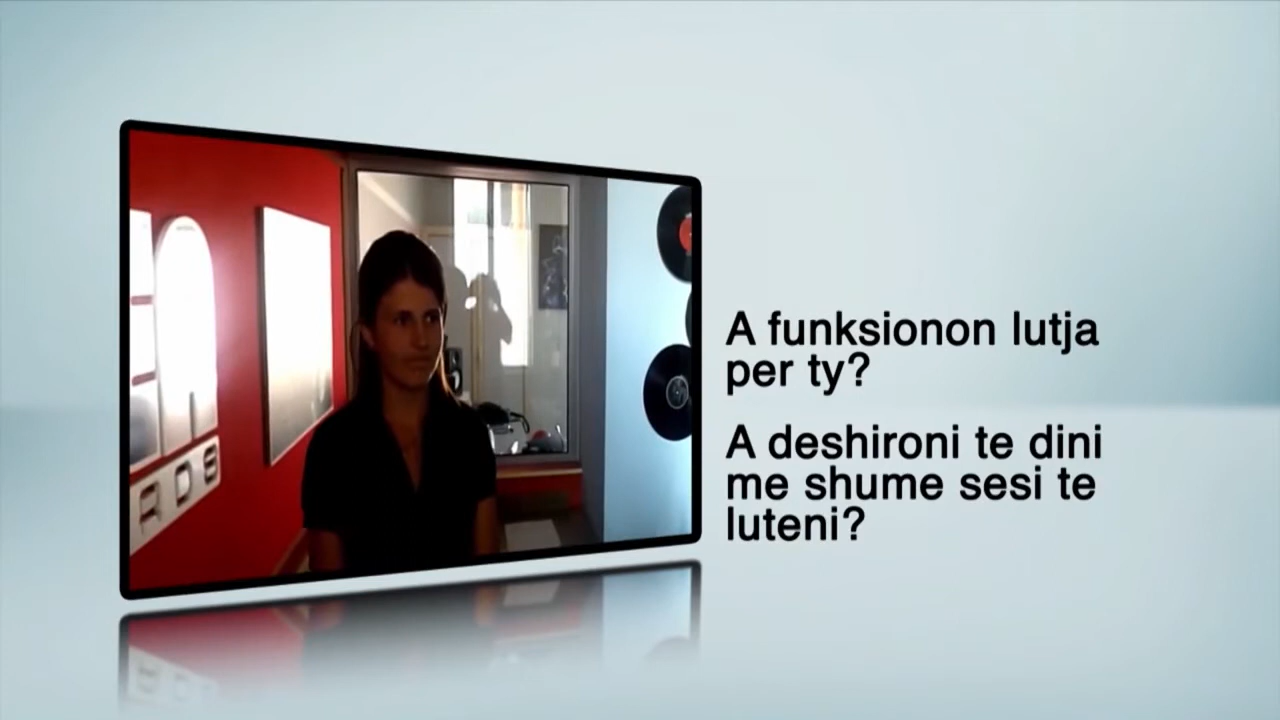 A funksionon lutja
per ty?
A deshironi te dini
me shume sesi te
luteni?